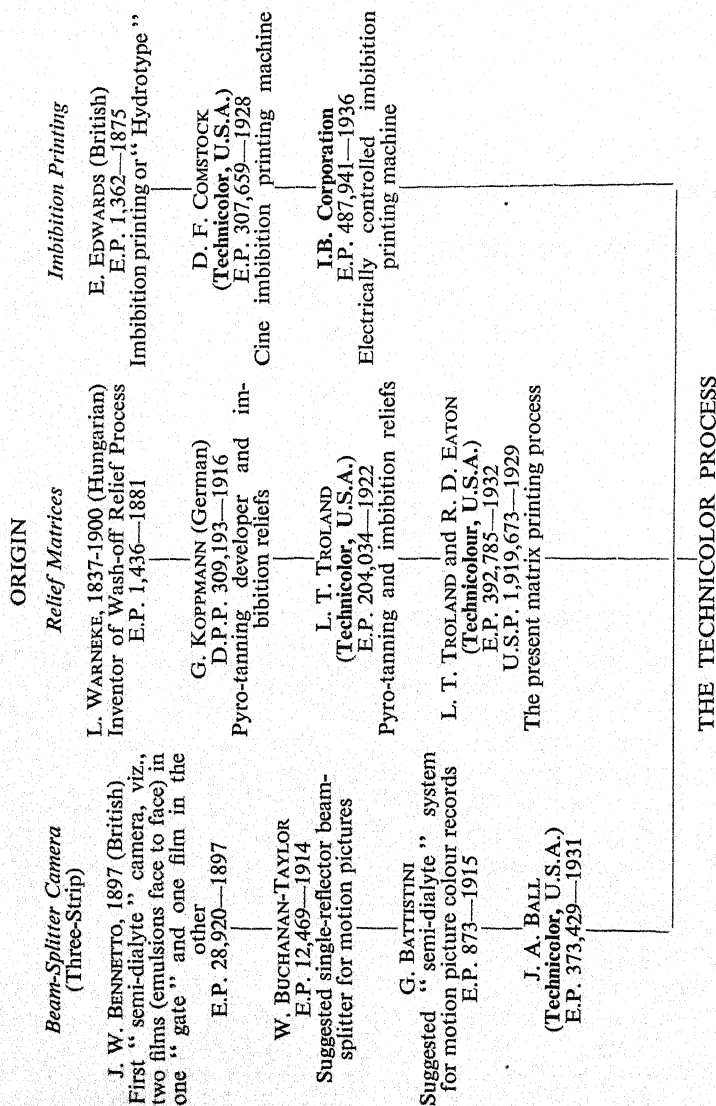 ORIGIN
Beam-Splitter Camera
(Three-Strip)
J. W. BENNETTO, 1897 (British)
First “ semi-dialyte ” camera, viz.,
two films (emulsions face to face) in
one “ gate ” and one film in the
other
E.P. 28,920—1897
W. BUCHANAN-TAYLOR
E.P. 12,469—1914
Suggested single-reflector beam-
splitter for motion pictures
G. BATTISTINI
Suggested “ semi-dialyte ” system
for motion picture colour records
E.P. 873—1915
J. A. BALL
(Technicolor, U.S.A.)
E.P. 373,429—1931
Relief Matrices
L. WARNEKE, 1837-1900 (Hungarian)
Inventor of Wash-off Relief Process
E.P. 1,436—1881
G. KOPPMANN (German)
D.P.P. 309,193—1916
Pyro-tanning developer and im-
bibition reliefs
L. T. TROLAND
(Technicolor, U.S.A.)
E.P. 204,034—1922
Pyro-tanning and imbibition reliefs
L. T. TROLAND and R. D. EATON
(Technicolour, U.S.A.)
E.P. 392,785—1932
U.S.P. 1,919,673—1929
The present matrix printing process
Imbibition Printing
E. EDWARDS (British)
E.P. 1,362—1875
Imbibition printing or “ Hydrotype ”
D. F. COMSTOCK
(Technicolor, U.S.A.)
E.P. 307,659—1928
Cine imbibition printing machine
I.B. Corporation
E.P. 487,941—1936
Electrically controlled imbibition
printing machine
THE TECHNICOLOR PROCESS